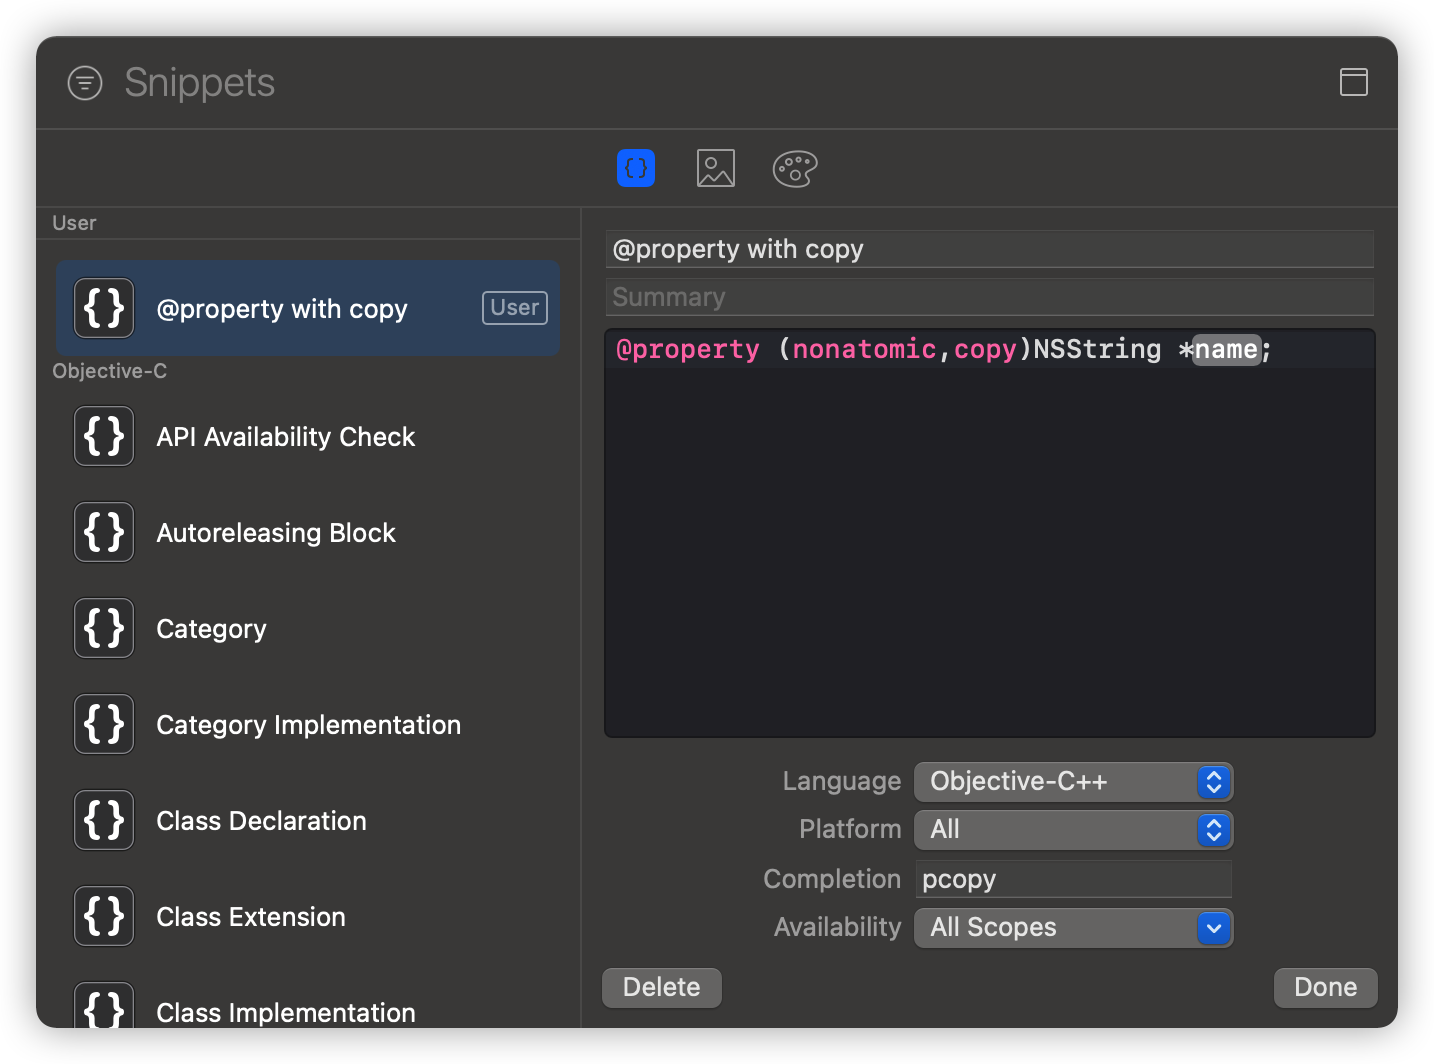 Snippets
User
@property with copy
User
Objective-C
API Availability Check
Autoreleasing Block
Category
Category Implementation
Class Declaration
Class Extension
Class Implementation
@property with copy
Summary
@property (nonatomic,copy)NSString *name;
Language Objective-C++
Platform All
Completion pcopy
Availability All Scopes
Delete
Done